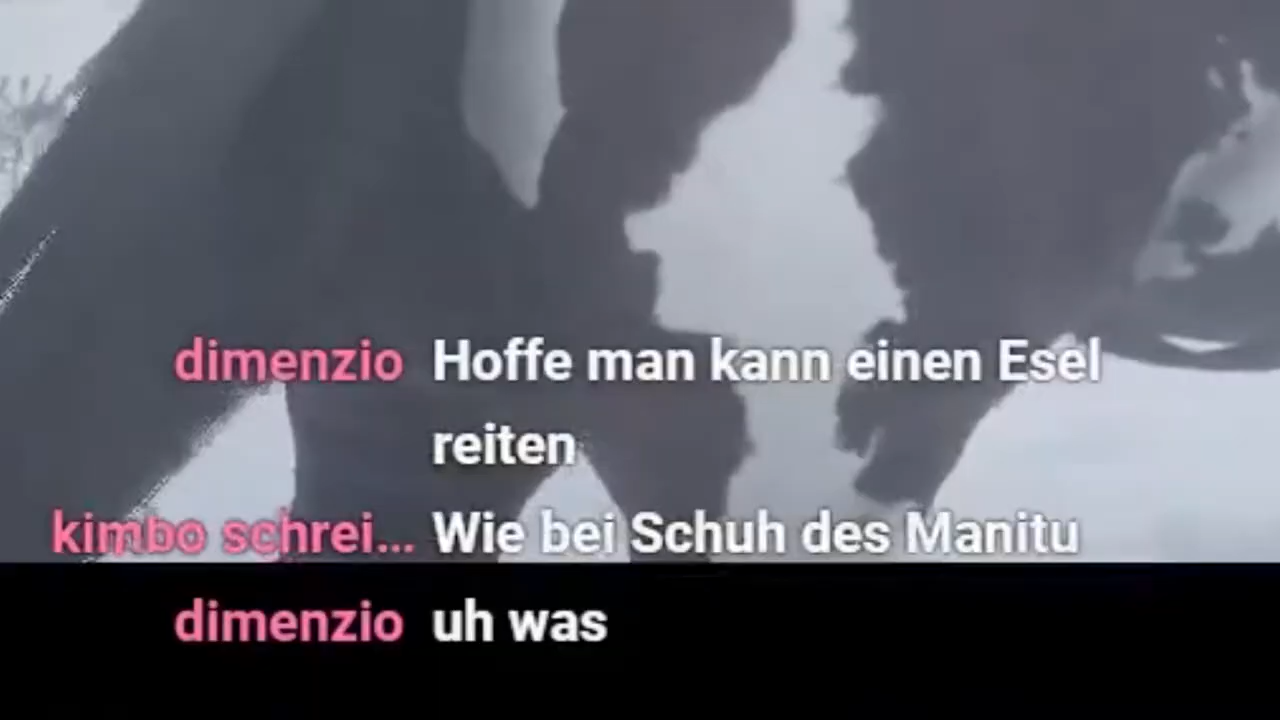 dimenzio Hoffe man kann einen Esel
reiten
kimbo schrei... Wie bei Schuh des Manitu
dimenzio uh was